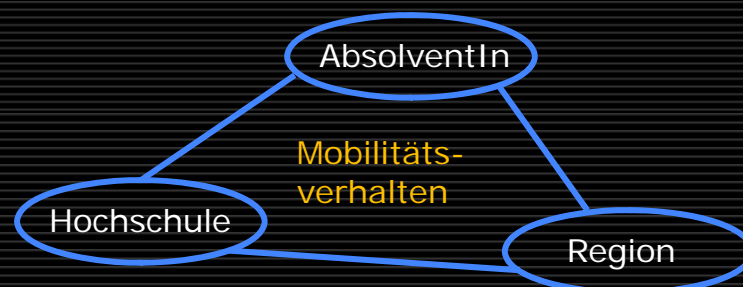 AbsolventIn
Mobilitäts-
verhalten
Hochschule
Region